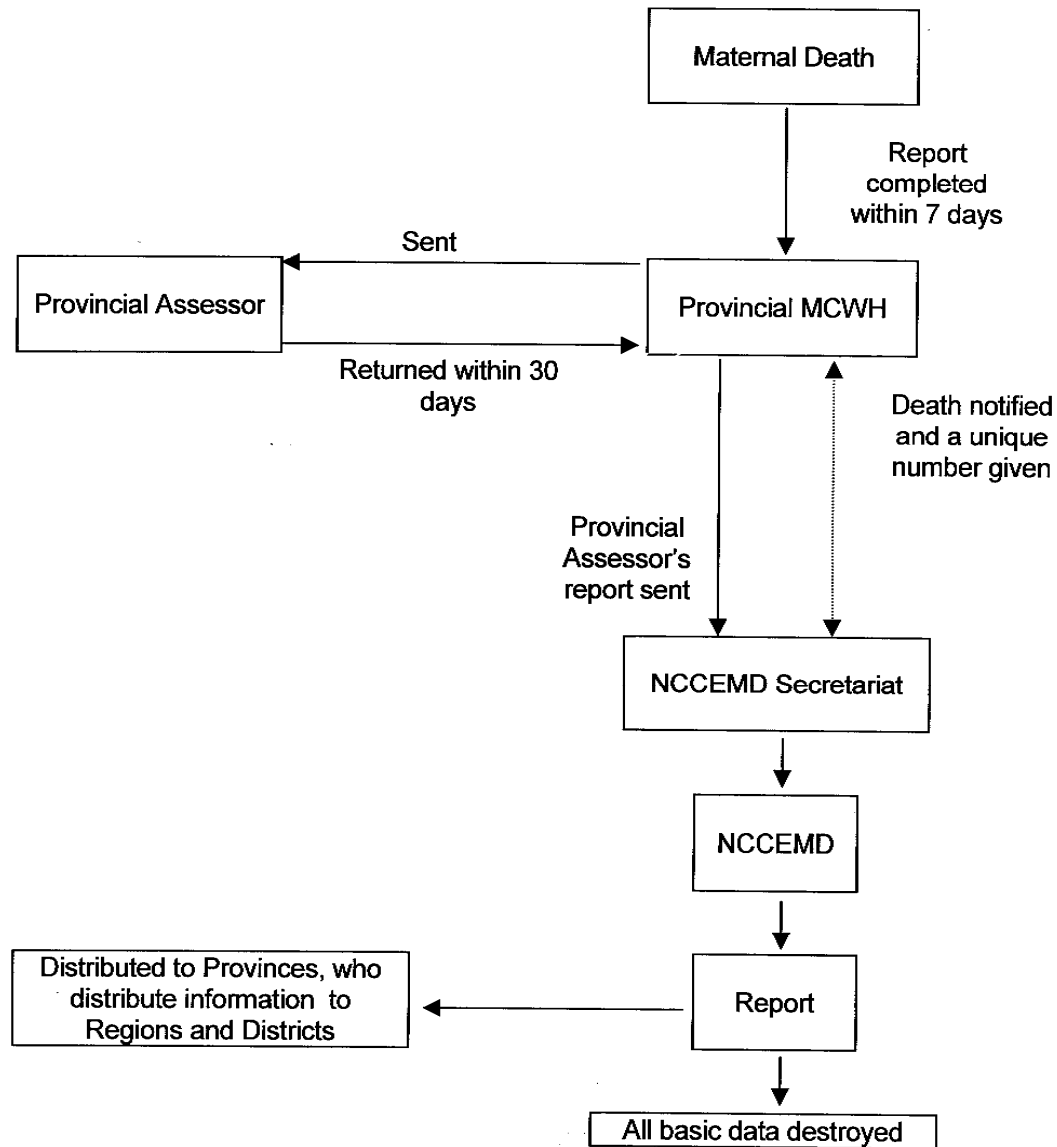 Maternal Death
Report
completed
within 7 days
Sent
Provincial Assessor
Provincial MCWH
Returned within 30
days
Death notified
and a unique
number given
Provincial
Assessor's
report sent
NCCEMD Secretariat
NCCEMD
Distributed to Provinces, who
distribute information to
Regions and Districts
Report
All basic data destroyed